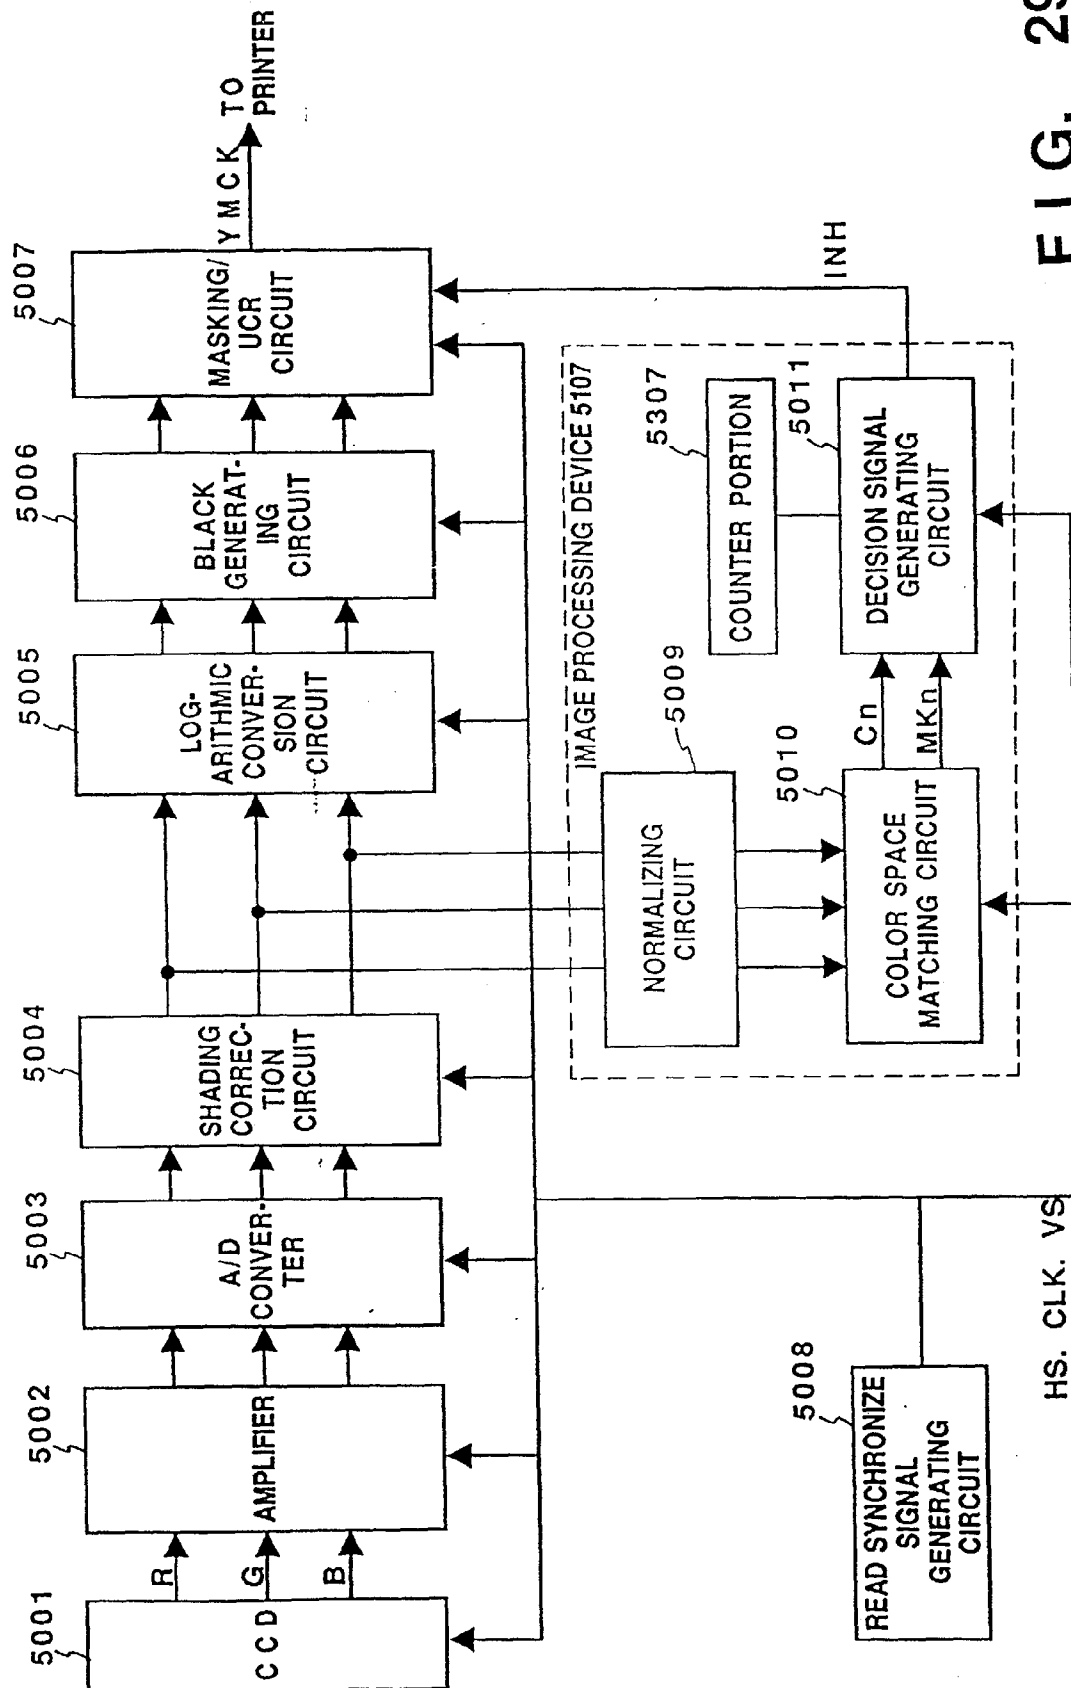 5001
C C D
R
G
B
5002
AMPLIFIER
5003
A/D
CONVER-
TER
5004
SHADING
CORREC-
TION
CIRCUIT
5005
LOG-
ARITHMIC
CONVER-
SION
CIRCUIT
5006
BLACK
GENERAT-
ING
CIRCUIT
5007
MASKING/
UCR
CIRCUIT
Y M C K
TO
PRINTER
IMAGE PROCESSING DEVICE 5107
5009
NORMALIZING
CIRCUIT
5307
COUNTER PORTION
5010
COLOR SPACE
MATCHING CIRCUIT
Cn
MKn
5011
DECISION SIGNAL
GENERATING
CIRCUIT
INH
5008
READ SYNCHRONIZE
SIGNAL
GENERATING
CIRCUIT
HS. CLK. VS
F I G. 29